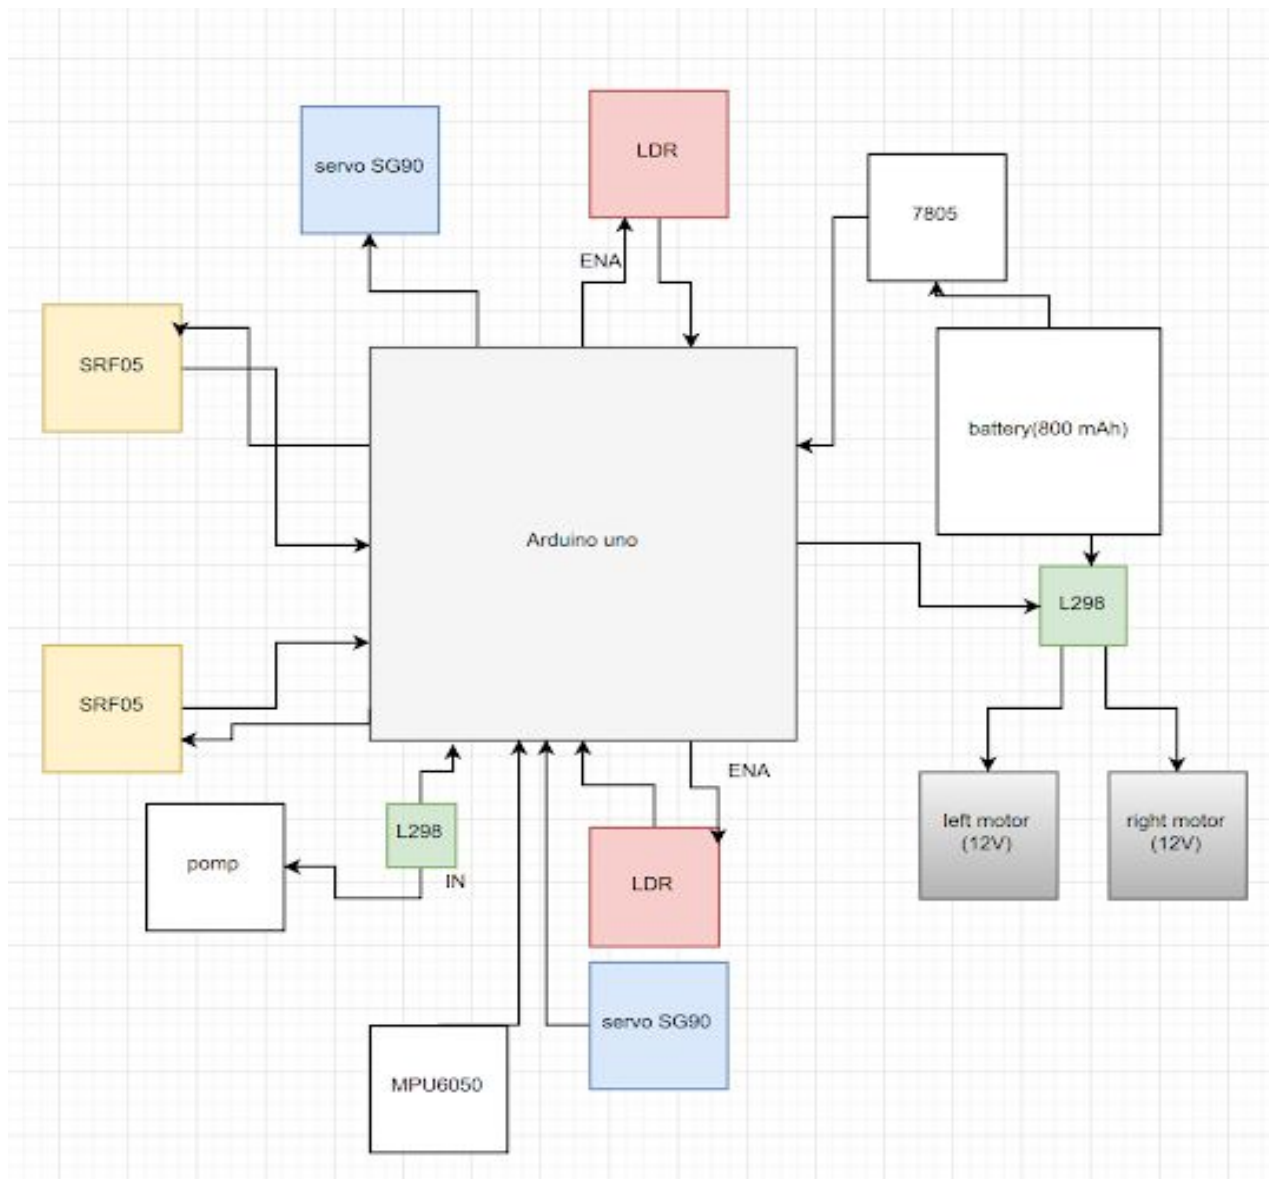 LDR
servo SG90
7805
ENA
SRF05
battery(800 mAh)
Arduino uno
L298
SRF05
ENA
left motor
(12V)
right motor
(12V)
L298
pomp
IN
LDR
servo SG90
MPU6050